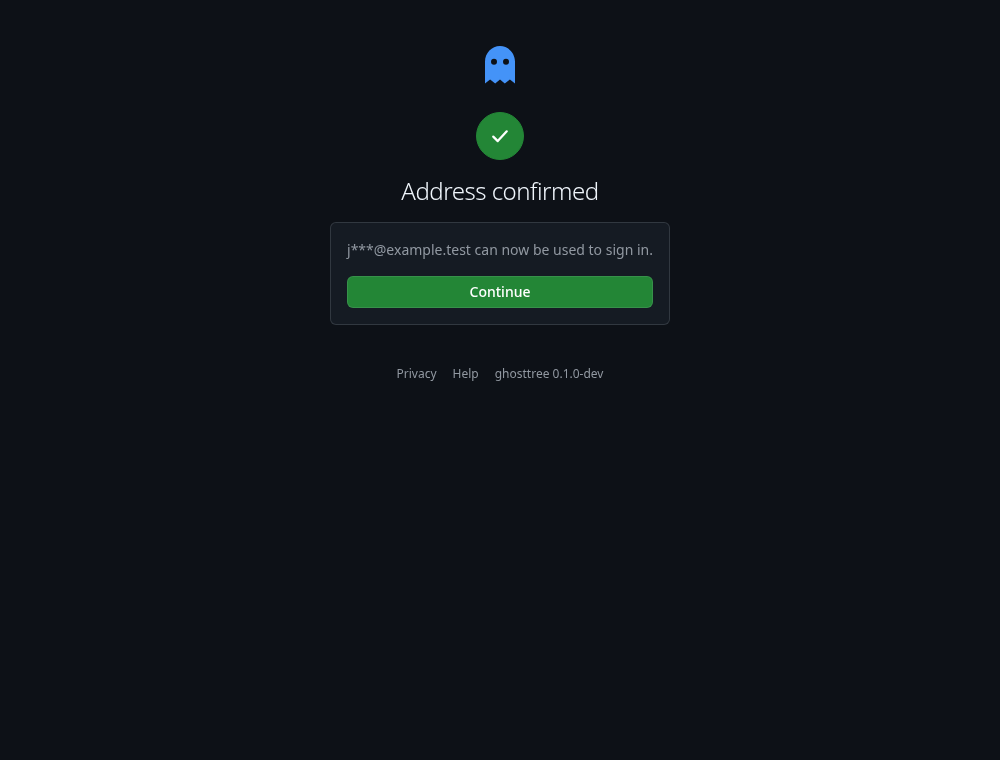 Address confirmed
j***@example.test can now be used to sign in.
Continue
Privacy Help ghosttree 0.1.0-dev